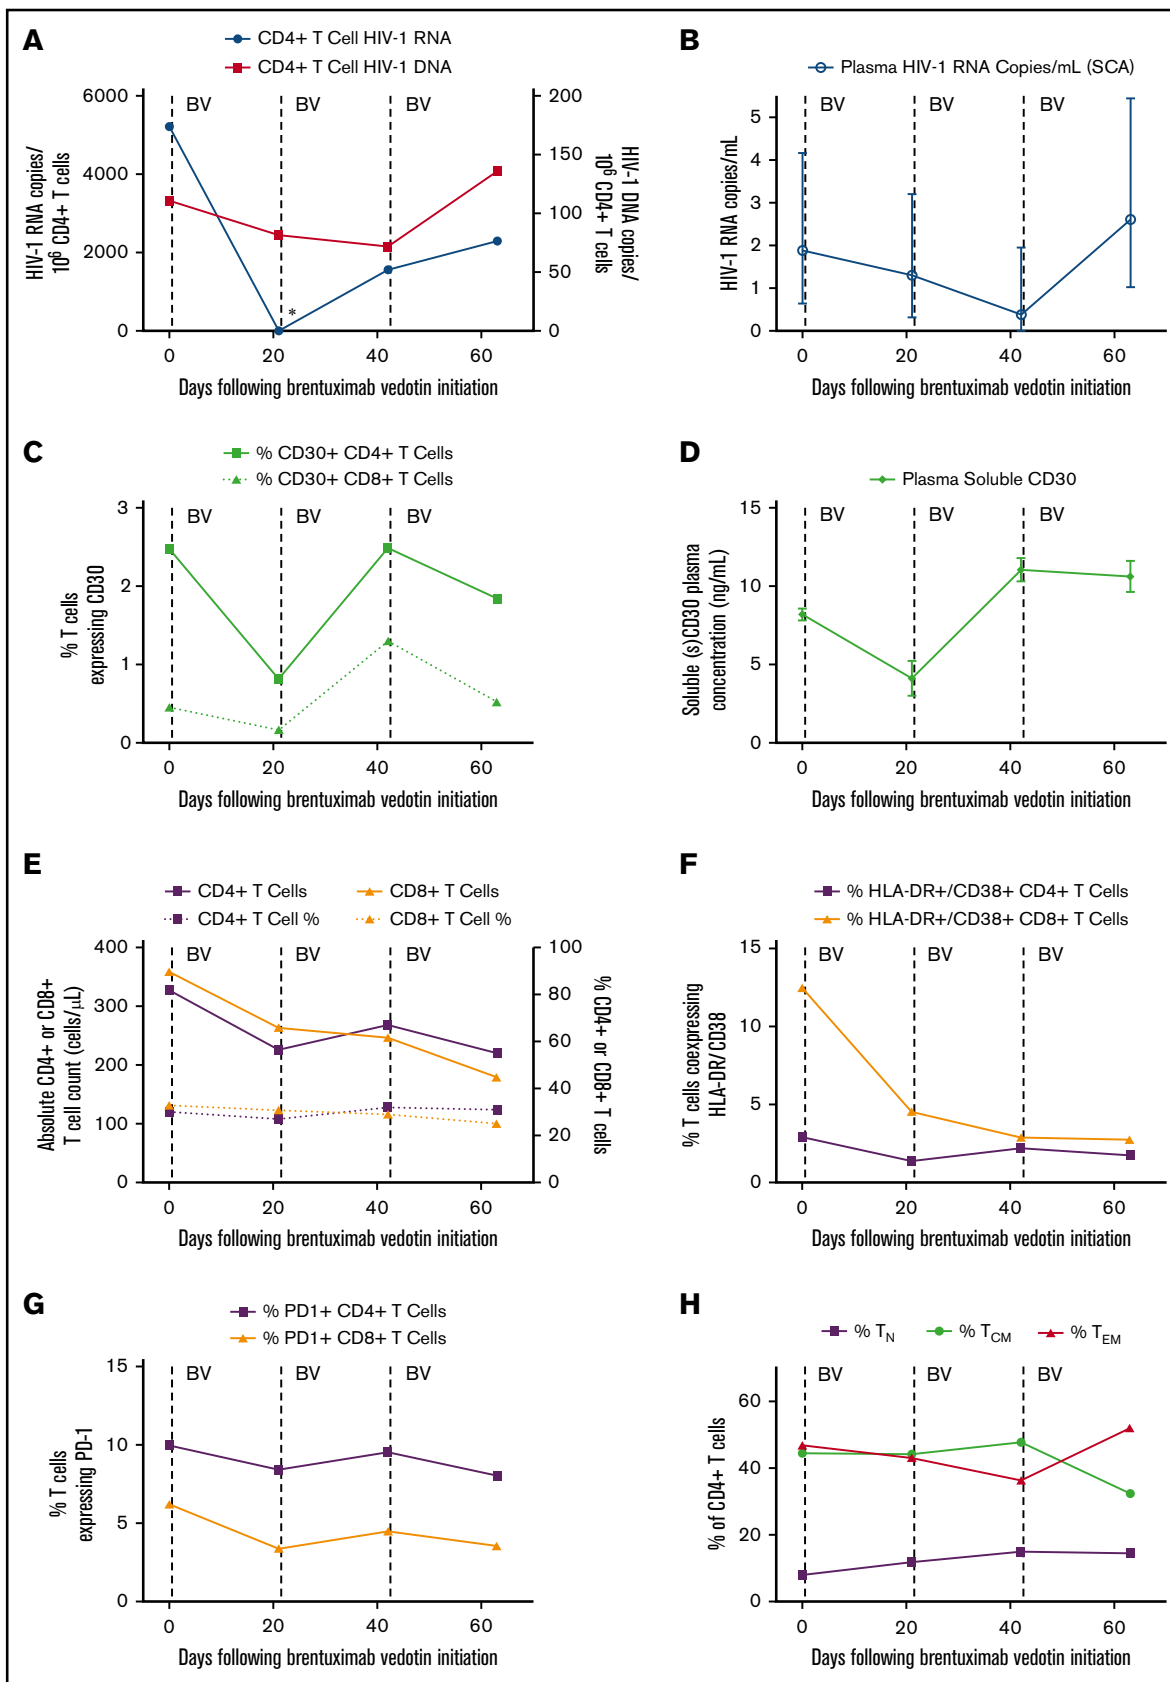 A
CD4+ T Cell HIV-1 RNA
CD4+ T Cell HIV-1 DNA
HIV-1 RNA copies/
10⁶ CD4+ T cells
6000
4000
2000
0
BV
BV
BV
*
200
150
100
50
0
HIV-1 DNA copies/
10⁶ CD4+ T cells
0
20
40
60
Days following brentuximab vedotin initiation
B
Plasma HIV-1 RNA Copies/mL (SCA)
HIV-1 RNA copies/mL
5
4
3
2
1
0
BV
BV
BV
0
20
40
60
Days following brentuximab vedotin initiation
C
% CD30+ CD4+ T Cells
% CD30+ CD8+ T Cells
% T cells
expressing CD30
3
2
1
0
BV
BV
BV
0
20
40
60
Days following brentuximab vedotin initiation
D
Plasma Soluble CD30
Soluble (s)CD30 plasma
concentration (ng/mL)
15
10
5
0
BV
BV
BV
0
20
40
60
Days following brentuximab vedotin initiation
E
CD4+ T Cells
CD8+ T Cells
CD4+ T Cell %
CD8+ T Cell %
Absolute CD4+ or CD8+
T cell count (cells/μL)
400
300
200
100
0
BV
BV
BV
100
80
60
40
20
0
% CD4+ or CD8+ T cells
0
20
40
60
Days following brentuximab vedotin initiation
F
% HLA-DR+/CD38+ CD4+ T Cells
% HLA-DR+/CD38+ CD8+ T Cells
% T cells coexpressing
HLA-DR/CD38
15
10
5
0
BV
BV
BV
0
20
40
60
Days following brentuximab vedotin initiation
G
% PD1+ CD4+ T Cells
% PD1+ CD8+ T Cells
% T cells
expressing PD-1
15
10
5
0
BV
BV
BV
0
20
40
60
Days following brentuximab vedotin initiation
H
% T_N
% T_CM
% T_EM
% of CD4+ T cells
60
40
20
0
BV
BV
BV
0
20
40
60
Days following brentuximab vedotin initiation